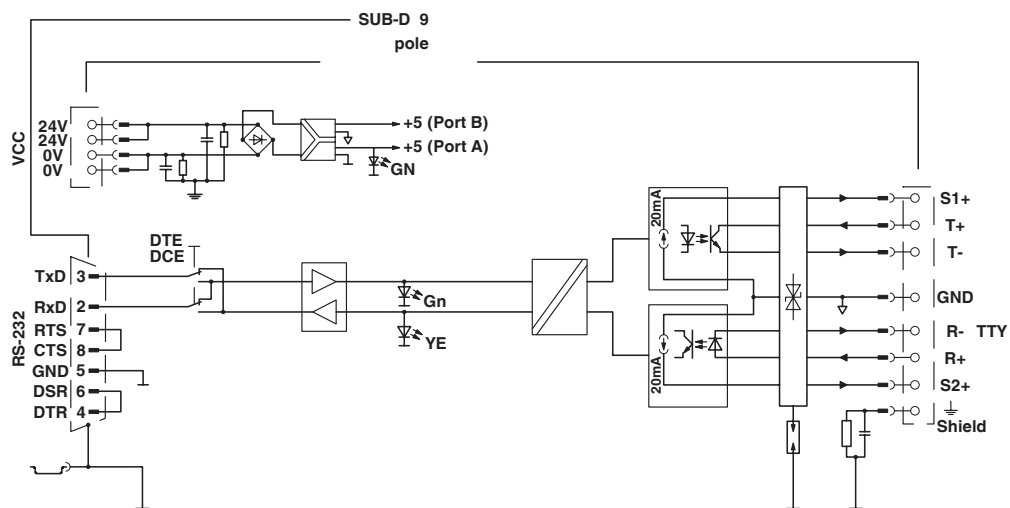 SUB-D 9
pole
VCC
24V
24V
0V
0V
+5 (Port B)
+5 (Port A)
GN
DTE
DCE
RS-232
TxD 3
RxD 2
RTS 7
CTS 8
GND 5
DSR 6
DTR 4
Gn
YE
20mA
20mA
S1+
T+
T-
GND
R- TTY
R+
S2+
Shield